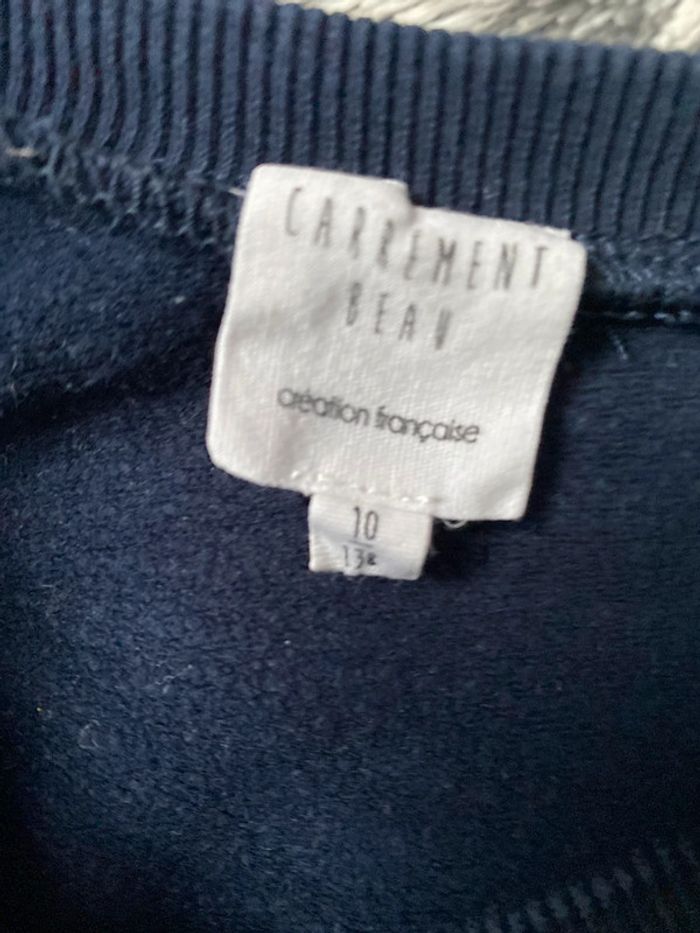 CARREMENT
BEAU
création française
10
138